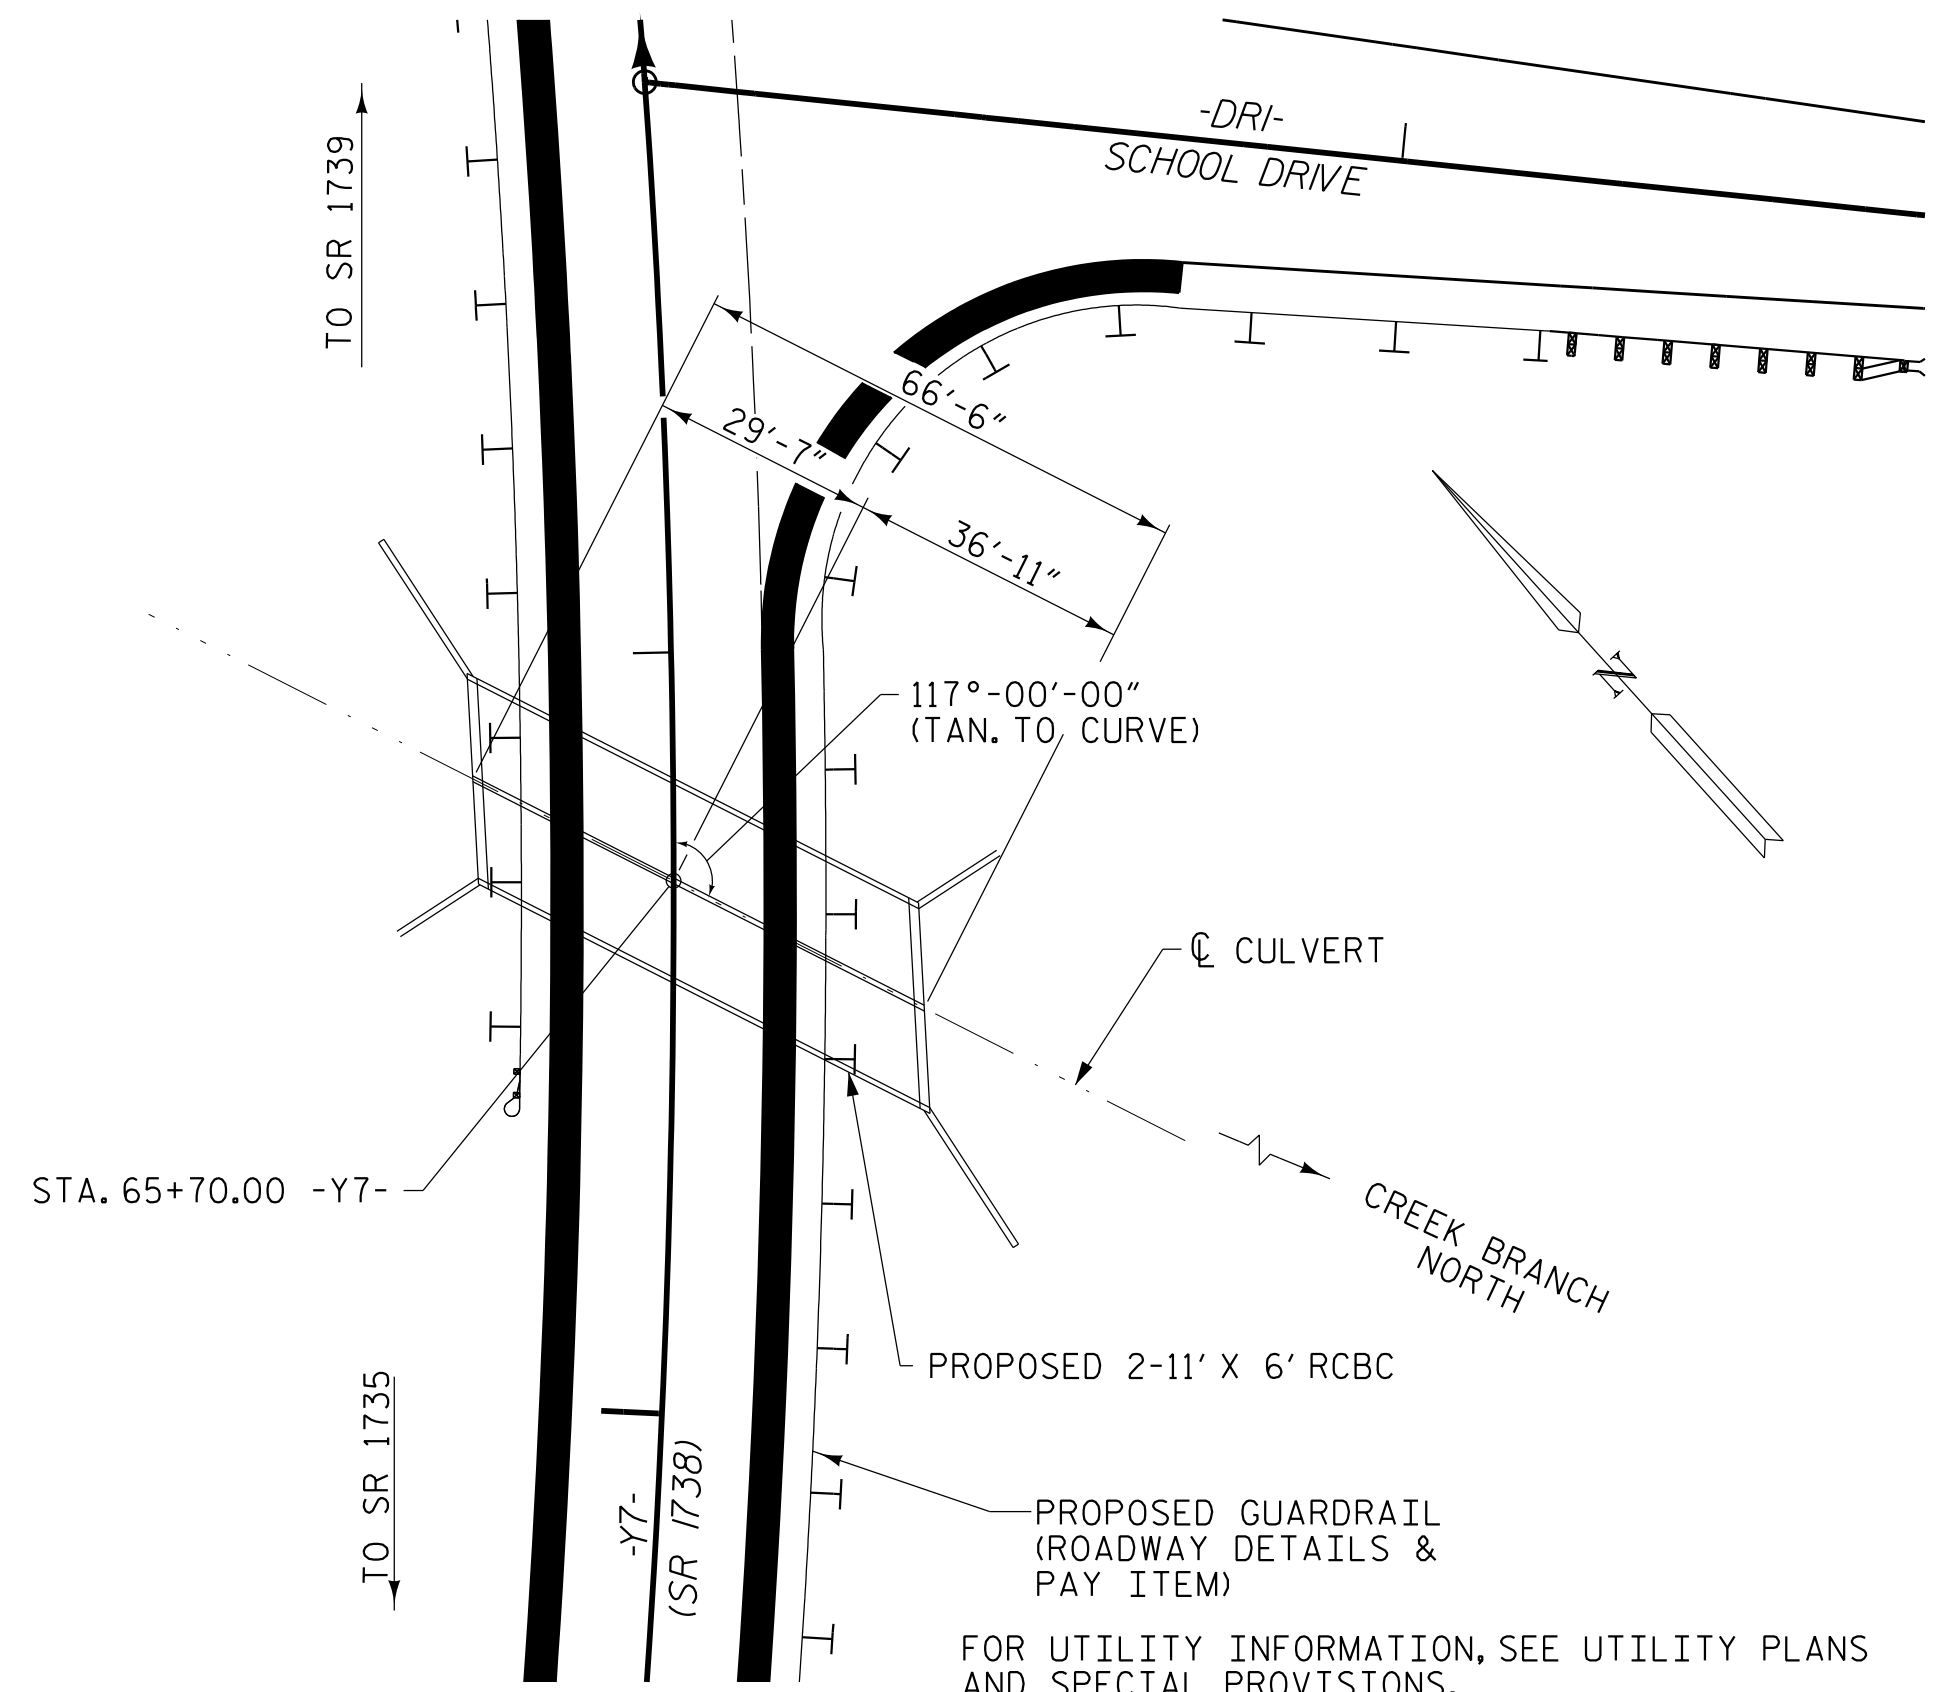 -DRI-
SCHOOL DRIVE
TO SR 1739
66'-6"
29'-7"
36'-11"
117°-00'-00"
(TAN. TO CURVE)
N
℄ CULVERT
STA. 65+70.00 -Y7-
CREEK BRANCH
NORTH
PROPOSED 2-11' X 6' RCBC
TO SR 1735
-Y7-
(SR 1738)
PROPOSED GUARDRAIL
(ROADWAY DETAILS &
PAY ITEM)
FOR UTILITY INFORMATION, SEE UTILITY PLANS
AND SPECIAL PROVISIONS.